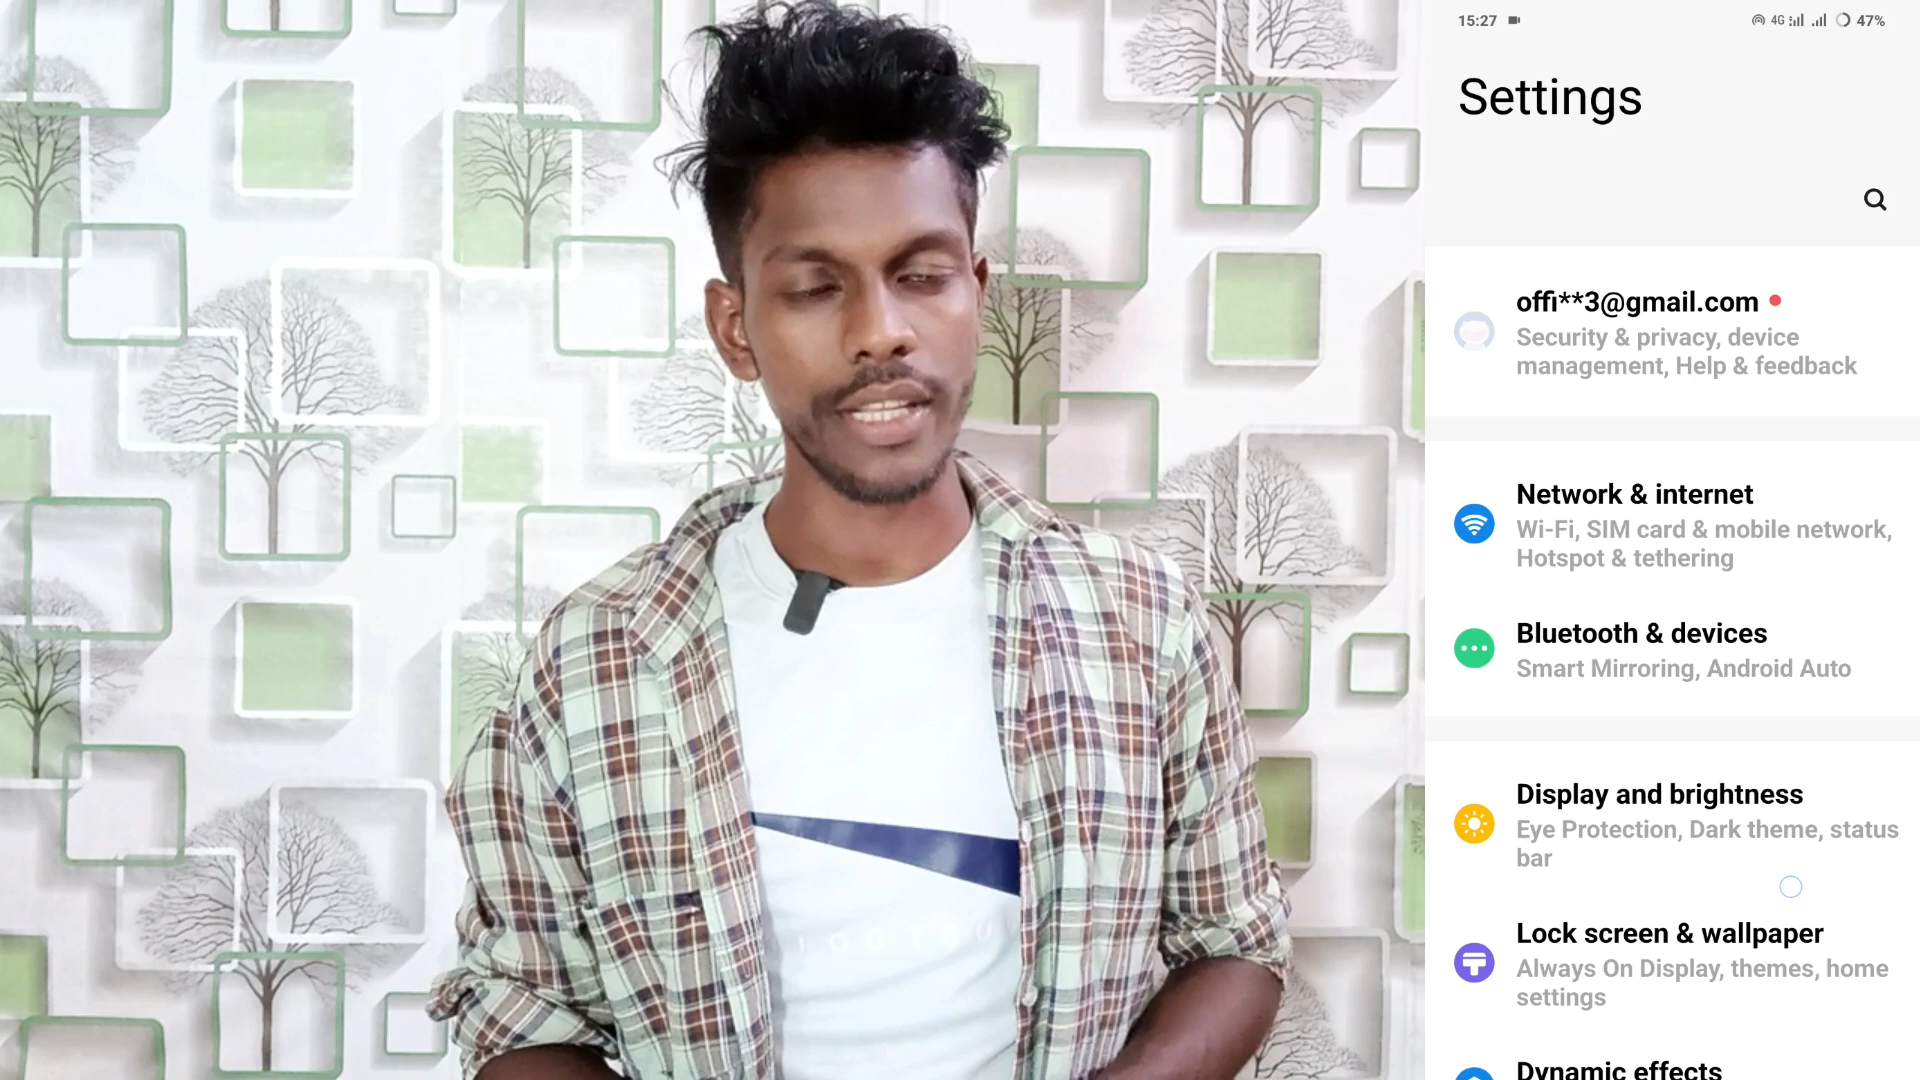 15:27
4G
47%
Settings
offi**3@gmail.com
Security & privacy, device
management, Help & feedback
Network & internet
Wi-Fi, SIM card & mobile network,
Hotspot & tethering
Bluetooth & devices
Smart Mirroring, Android Auto
Display and brightness
Eye Protection, Dark theme, status
bar
Lock screen & wallpaper
Always On Display, themes, home
settings
Dynamic effects